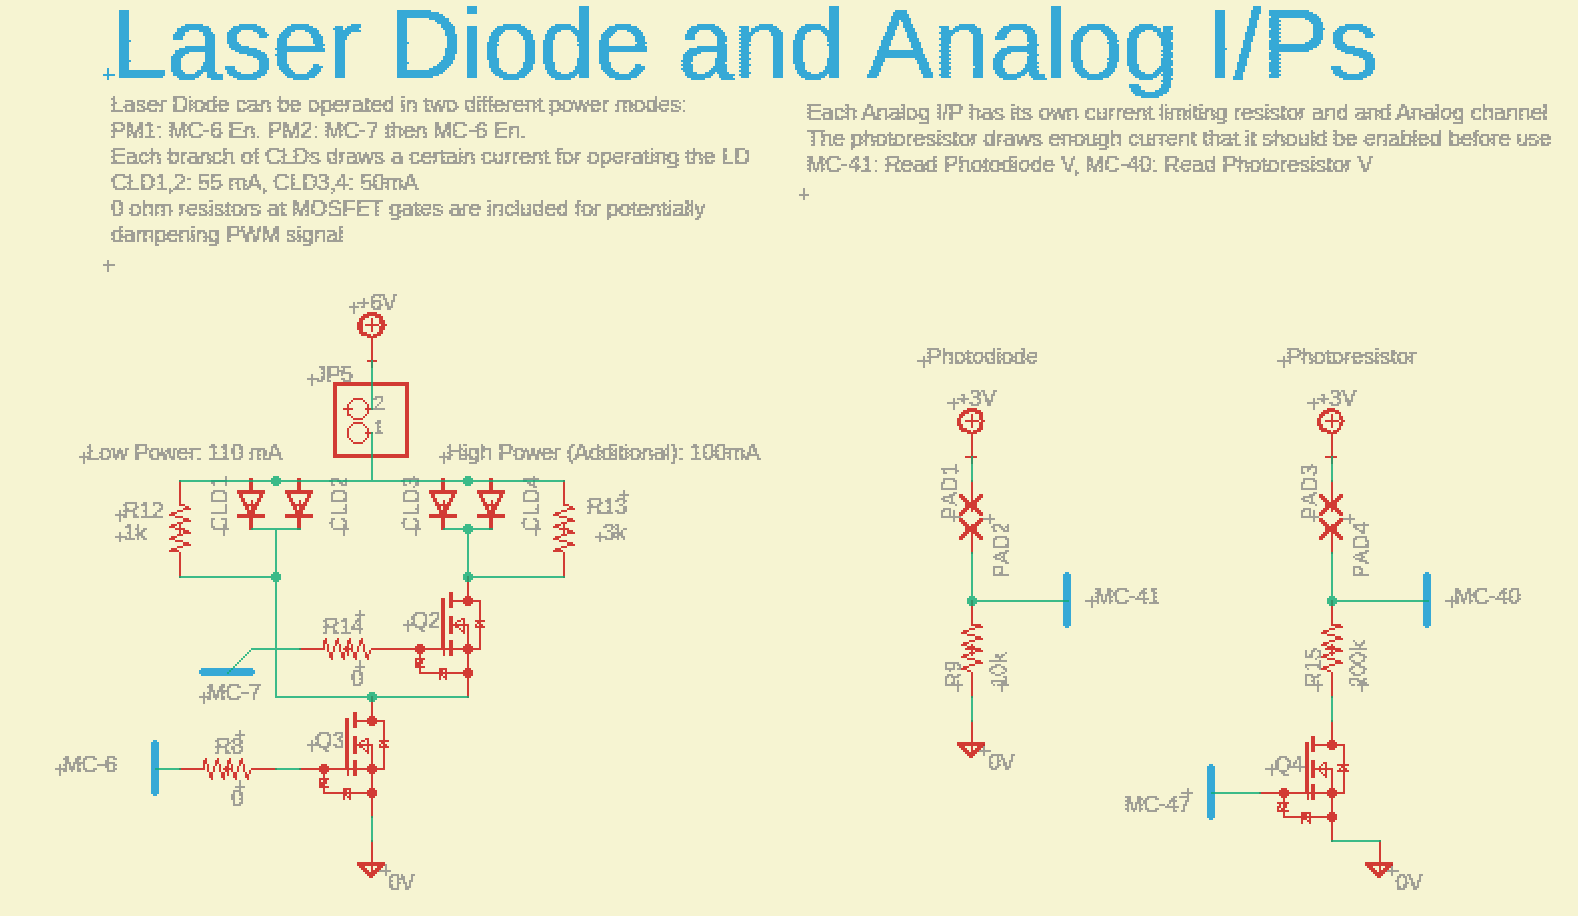 Laser Diode and Analog I/Ps
Laser Diode can be operated in two different power modes:
PM1: MC-6 En. PM2: MC-7 then MC-6 En.
Each branch of CLDs draws a certain current for operating the LD
CLD1,2: 55 mA, CLD3,4: 50mA
0 ohm resistors at MOSFET gates are included for potentially
dampening PWM signal
Each Analog I/P has its own current limiting resistor and and Analog channel
The photoresistor draws enough current that it should be enabled before use
MC-41: Read Photodiode V, MC-40: Read Photoresistor V
+6V
JP5
2
1
Low Power: 110 mA
High Power (Additional): 100mA
R12
1k
CLD1
CLD2
CLD3
CLD4
R13
3k
R14
0
Q2
MC-7
MC-6
R8
0
Q3
0V
Photodiode
+3V
PAD1
PAD2
MC-41
R9
10k
0V
Photoresistor
+3V
PAD3
PAD4
MC-40
R15
Q4
MC-47
0V